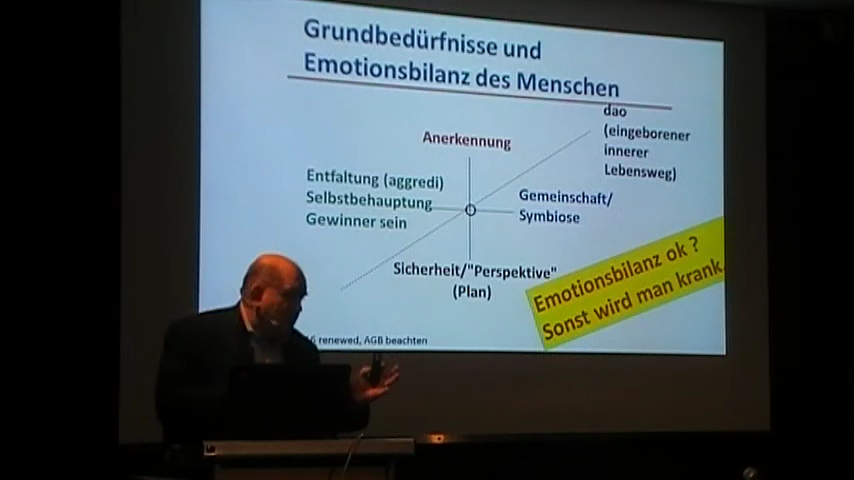 Grundbedürfnisse und
Emotionsbilanz des Menschen
dao
(eingeborener
innerer
Lebensweg)
Anerkennung
Entfaltung (aggredi)
Selbstbehauptung
Gewinner sein
Gemeinschaft/
Symbiose
Sicherheit/"Perspektive"
(Plan)
Emotionsbilanz ok ?
Sonst wird man krank.
renewed, AGB beachten